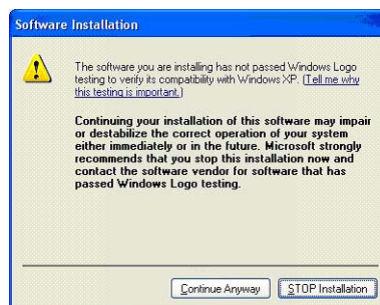 Software Installation
The software you are installing has not passed Windows Logo
testing to verify its compatibility with Windows XP. (Tell me why
this testing is important.)
Continuing your installation of this software may impair
or destabilize the correct operation of your system
either immediately or in the future. Microsoft strongly
recommends that you stop this installation now and
contact the software vendor for software that has
passed Windows Logo testing.
Continue Anyway
STOP Installation